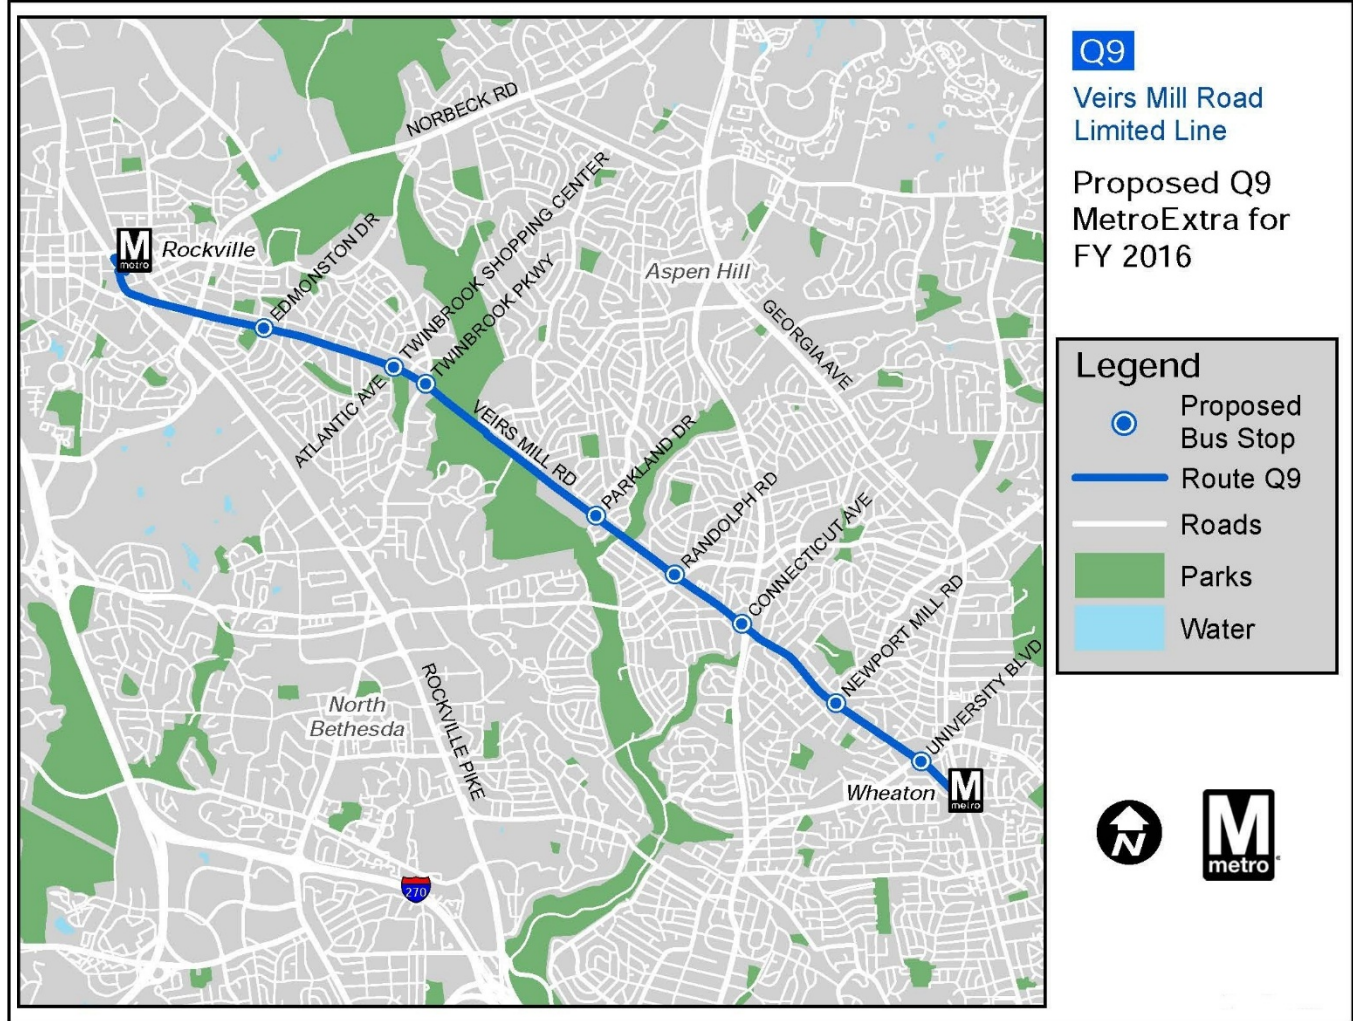 Q9
Veirs Mill Road
Limited Line
Proposed Q9
MetroExtra for
FY 2016
Legend
Proposed
Bus Stop
Route Q9
Roads
Parks
Water
N
M
metro
NORBECK RD
M
metro
Rockville
EDMONSTON DR
TWINBROOK SHOPPING CENTER
TWINBROOK PKWY
ATLANTIC AVE
Aspen Hill
GEORGIA AVE
VEIRS MILL RD
PARKLAND DR
RANDOLPH RD
CONNECTICUT AVE
NEWPORT MILL RD
UNIVERSITY BLVD
North
Bethesda
ROCKVILLE PIKE
Wheaton
M
metro
270